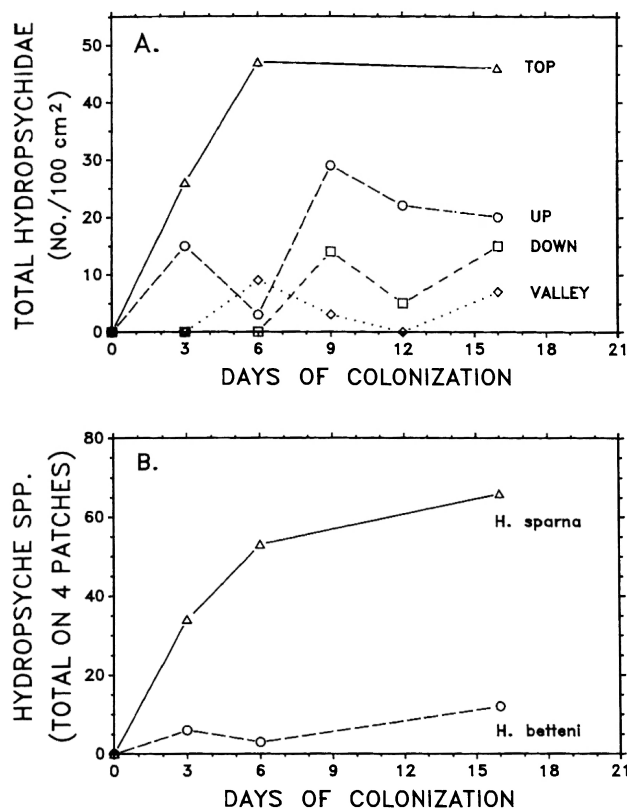 A.
TOTAL HYDROPSYCHIDAE
(NO./100 cm²)
50
40
30
20
10
0
TOP
UP
DOWN
VALLEY
0 3 6 9 12 15 18 21
DAYS OF COLONIZATION
B.
HYDROPSYCHE SPP.
(TOTAL ON 4 PATCHES)
80
60
40
20
0
H. sparna
H. betteni
0 3 6 9 12 15 18 21
DAYS OF COLONIZATION